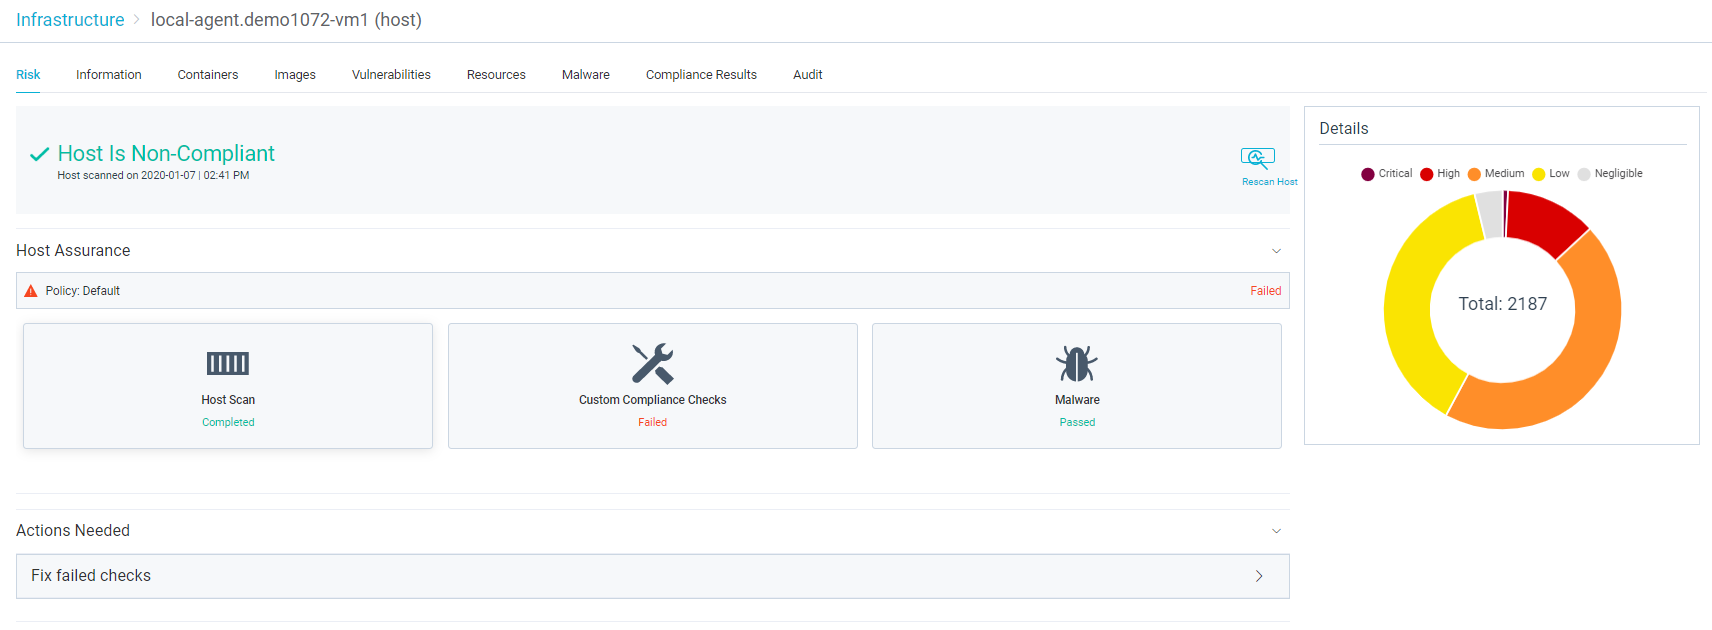 Infrastructure > local-agent.demo1072-vm1 (host)
Risk Information Containers Images Vulnerabilities Resources Malware Compliance Results Audit
Host Is Non-Compliant
Host scanned on 2020-01-07 | 02:41 PM
Rescan Host
Host Assurance
Policy: Default Failed
Host Scan
Completed
Custom Compliance Checks
Failed
Malware
Passed
Actions Needed
Fix failed checks
Details
Critical High Medium Low Negligible
Total: 2187